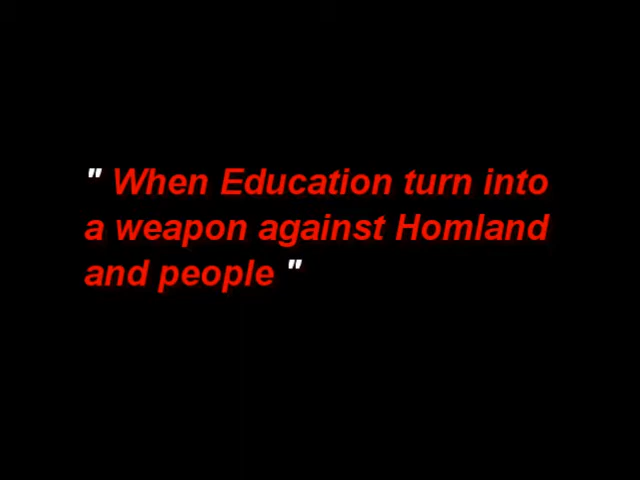 " When Education turn into
a weapon against Homland
and people "